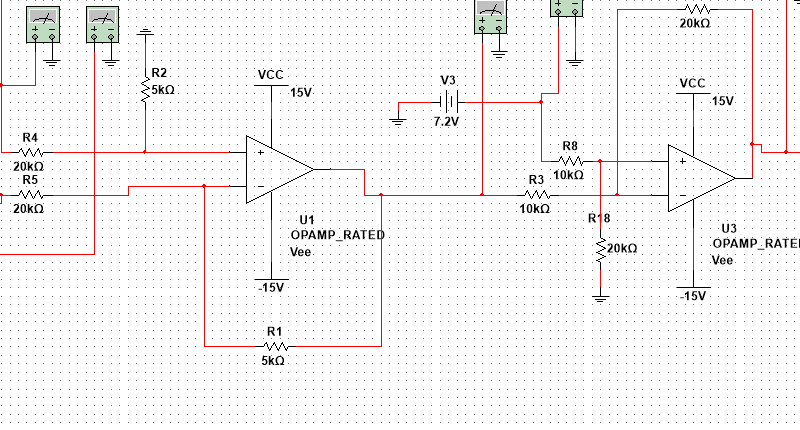 20kΩ
R2
5kΩ
VCC
15V
V3
7.2V
VCC
15V
R4
20kΩ
R5
20kΩ
+
−
U1
OPAMP_RATED
Vee
-15V
R1
5kΩ
R8
10kΩ
R3
10kΩ
R18
20kΩ
+
−
U3
OPAMP_RATE
Vee
-15V